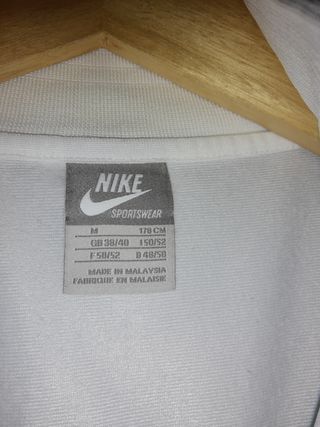 NIKE
SPORTSWEAR
M 178 CM
GB 38/40 I 50/52
F 50/52 D 48/50
MADE IN MALAYSIA
FABRIQUE EN MALAISIE